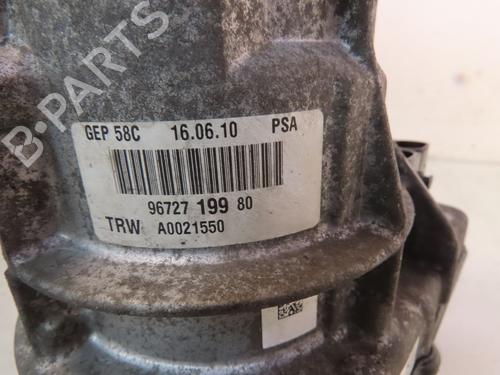 GEP 58C 16.06.10 PSA
96727 199 80
TRW A0021550
B-PARTS